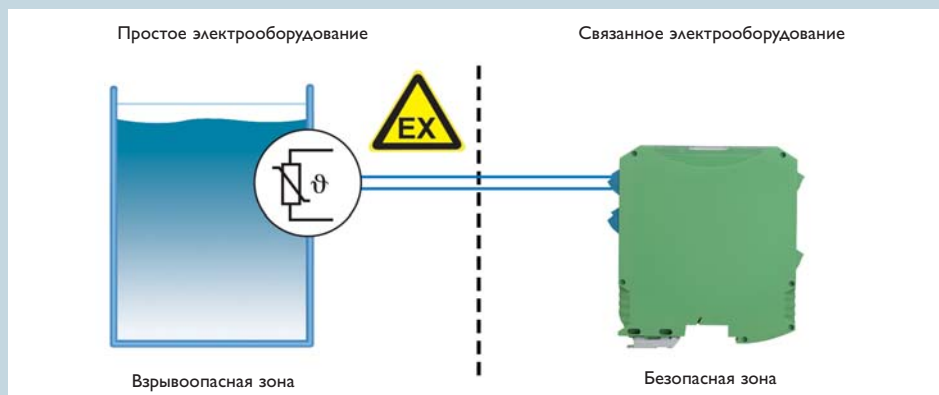 Простое электрооборудование
Связанное электрооборудование
EX
ϑ
Взрывоопасная зона
Безопасная зона